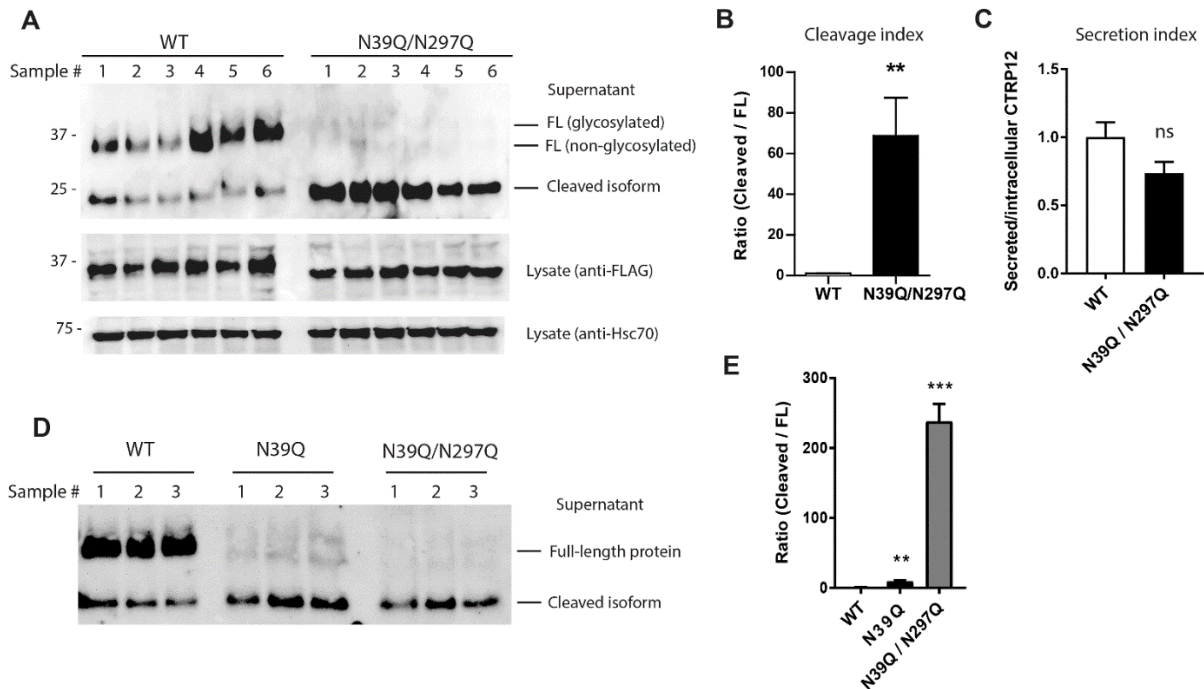 A
WT
N39Q/N297Q
Sample #
1 2 3 4 5 6
1 2 3 4 5 6
Supernatant
37 -
FL (glycosylated)
FL (non-glycosylated)
25 -
Cleaved isoform
37 -
Lysate (anti-FLAG)
75 -
Lysate (anti-Hsc70)
B
Cleavage index
Ratio (Cleaved / FL)
100
80
60
40
20
0
**
WT
N39Q/N297Q
C
Secretion index
Secreted/intracellular CTRP12
1.5
1.0
0.5
0.0
ns
WT
N39Q / N297Q
D
WT
N39Q
N39Q/N297Q
Sample #
1 2 3
1 2 3
1 2 3
Supernatant
Full-length protein
Cleaved isoform
E
Ratio (Cleaved / FL)
300
200
100
0
**
***
WT
N39Q
N39Q / N297Q